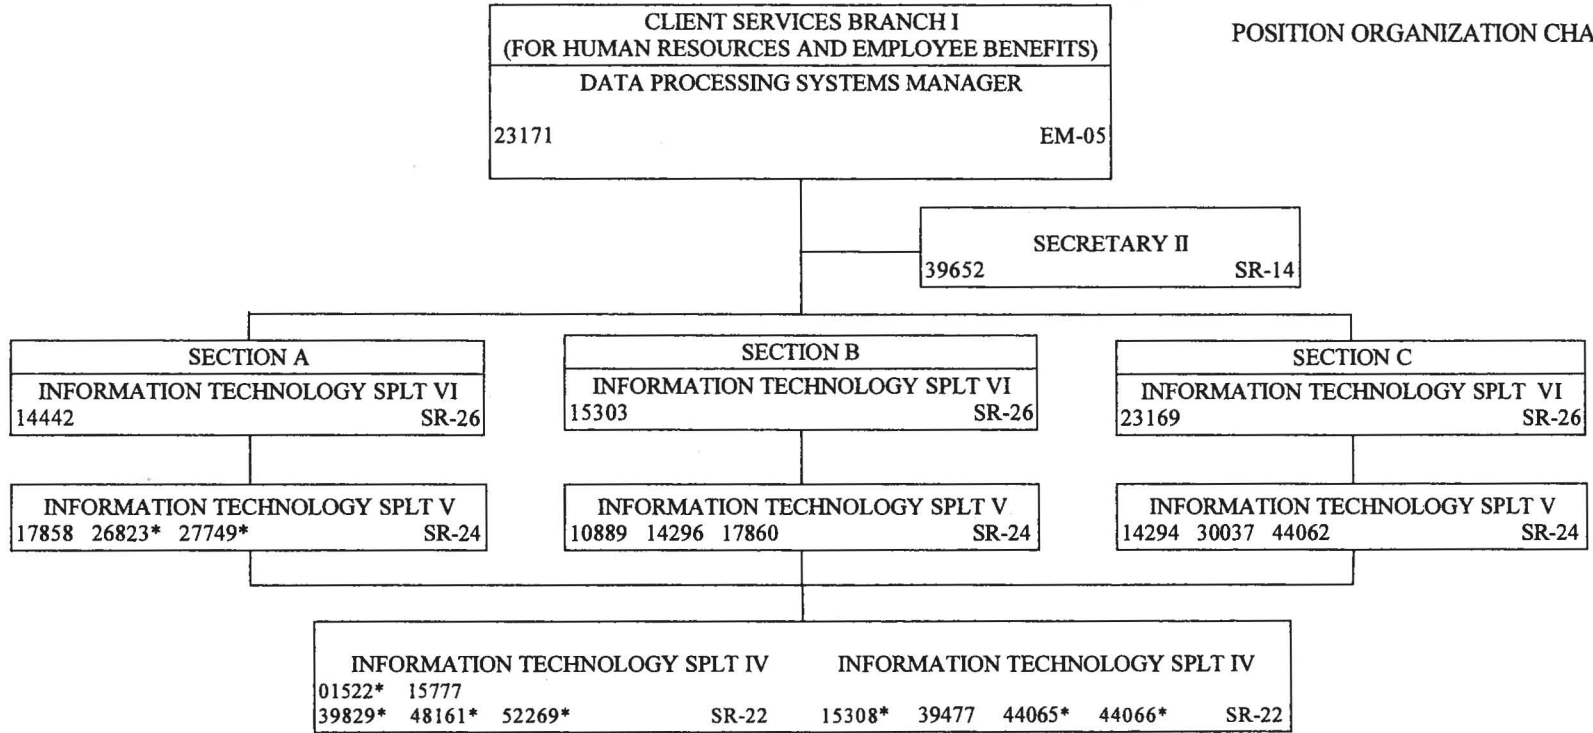 CLIENT SERVICES BRANCH I
(FOR HUMAN RESOURCES AND EMPLOYEE BENEFITS)
DATA PROCESSING SYSTEMS MANAGER
23171 EM-05
POSITION ORGANIZATION CHA
SECRETARY II
39652 SR-14
SECTION A
INFORMATION TECHNOLOGY SPLT VI
14442 SR-26
SECTION B
INFORMATION TECHNOLOGY SPLT VI
15303 SR-26
SECTION C
INFORMATION TECHNOLOGY SPLT VI
23169 SR-26
INFORMATION TECHNOLOGY SPLT V
17858 26823* 27749* SR-24
INFORMATION TECHNOLOGY SPLT V
10889 14296 17860 SR-24
INFORMATION TECHNOLOGY SPLT V
14294 30037 44062 SR-24
INFORMATION TECHNOLOGY SPLT IV
01522* 15777
39829* 48161* 52269* SR-22
INFORMATION TECHNOLOGY SPLT IV
15308* 39477 44065* 44066* SR-22